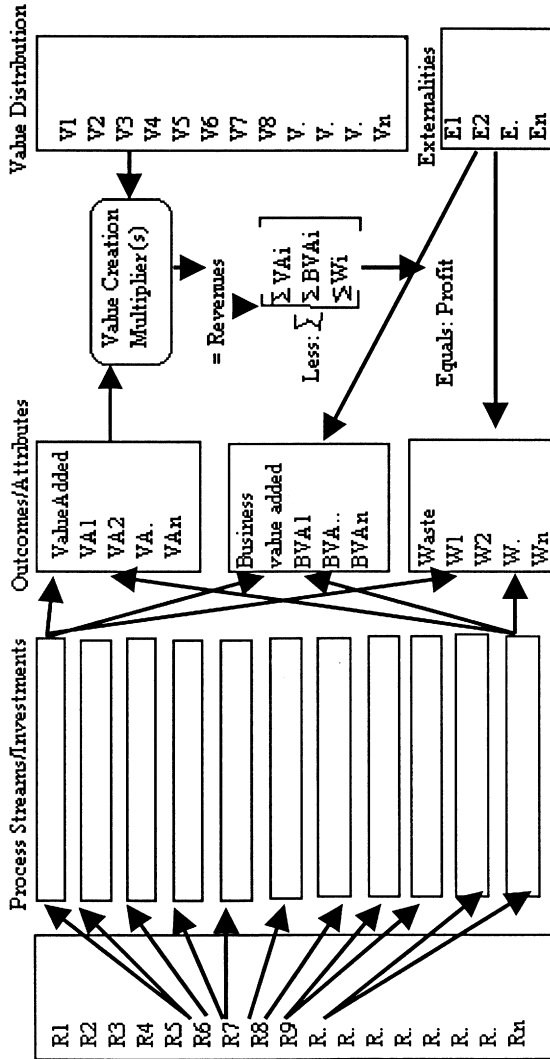 R1
R2
R3
R4
R5
R6
R7
R8
R9
R.
R.
R.
R.
R.
R.
R.
Rn
Process Streams/Investments
Outcomes/Attributes
ValueAdded
VA1
VA2
VA.
VAn
Business
value added
BVA1
BVA..
BVAn
Waste
W1
W2
W.
Wn
Value Creation
Multiplier(s)
= Revenues
Less: ∑
∑VAi
∑BVAi
∑Wi
Equals: Profit
Value Distribution
V1
V2
V3
V4
V5
V6
V7
V8
V.
V.
V.
Vn
Externalities
E1
E2
E.
En